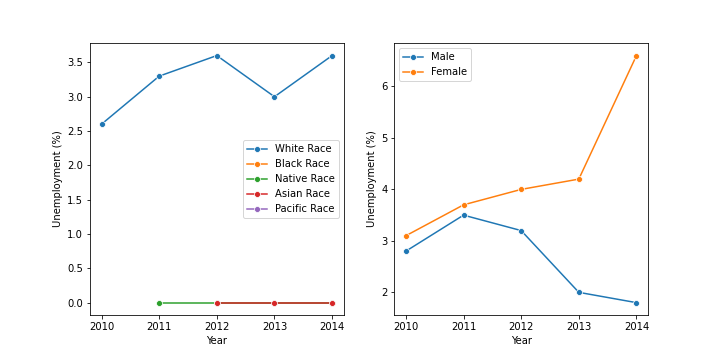 3.5
3.0
2.5
2.0
1.5
1.0
0.5
0.0
Unemployment (%)
White Race
Black Race
Native Race
Asian Race
Pacific Race
2010 2011 2012 2013 2014
Year
Male
Female
6
5
4
3
2
Unemployment (%)
2010 2011 2012 2013 2014
Year